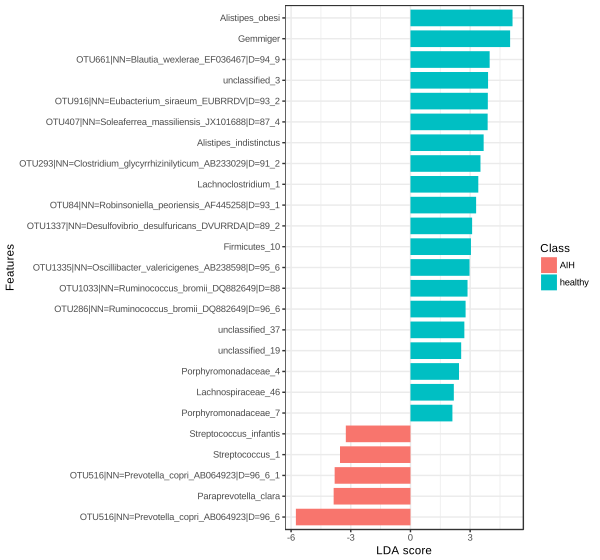 Alistipes_obesi
Gemmiger
OTU661|NN=Blautia_wexlerae_EF036467|D=94_9
unclassified_3
OTU916|NN=Eubacterium_siraeum_EUBRRDV|D=93_2
OTU407|NN=Soleaferrea_massiliensis_JX101688|D=87_4
Alistipes_indistinctus
OTU293|NN=Clostridium_glycyrrhizinilyticum_AB233029|D=91_2
Lachnoclostridium_1
OTU84|NN=Robinsoniella_peoriensis_AF445258|D=93_1
OTU1337|NN=Desulfovibrio_desulfuricans_DVURRDA|D=89_2
Firmicutes_10
OTU1335|NN=Oscillibacter_valericigenes_AB238598|D=95_6
OTU1033|NN=Ruminococcus_bromii_DQ882649|D=88
OTU286|NN=Ruminococcus_bromii_DQ882649|D=96_6
unclassified_37
unclassified_19
Porphyromonadaceae_4
Lachnospiraceae_46
Porphyromonadaceae_7
Streptococcus_infantis
Streptococcus_1
OTU516|NN=Prevotella_copri_AB064923|D=96_6_1
Paraprevotella_clara
OTU516|NN=Prevotella_copri_AB064923|D=96_6
Features
-6 -3 0 3
LDA score
Class
AIH
healthy